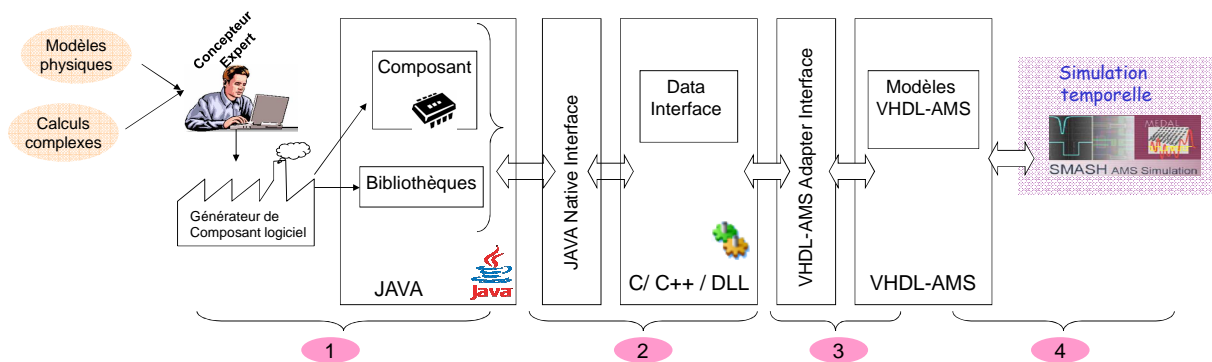 Modèles
physiques
Calculs
complexes
Concepteur
Expert
Générateur de
Composant logiciel
Composant
Bibliothèques
JAVA
Java
JAVA Native Interface
Data
Interface
C/ C++ / DLL
VHDL-AMS Adapter Interface
Modèles
VHDL-AMS
VHDL-AMS
Simulation
temporelle
MEDAL
SMASH AMS Simulation
1
2
3
4